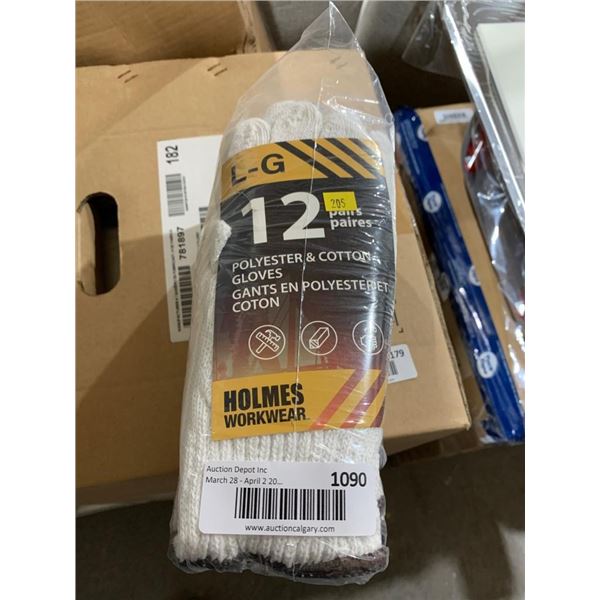 182
781897
L-G
12
205
pairs
paires
POLYESTER & COTTON
GLOVES
GANTS EN POLYESTER ET
COTON
179
HOLMES
WORKWEAR
Auction Depot Inc
March 28 - April 2 20...
1090
www.auctioncalgary.com